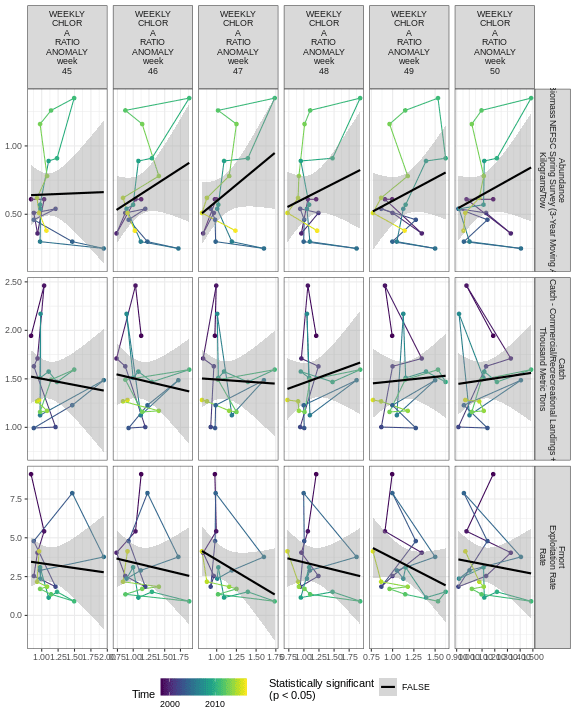 WEEKLY CHLOR A RATIO ANOMALY week 45
WEEKLY CHLOR A RATIO ANOMALY week 46
WEEKLY CHLOR A RATIO ANOMALY week 47
WEEKLY CHLOR A RATIO ANOMALY week 48
WEEKLY CHLOR A RATIO ANOMALY week 49
WEEKLY CHLOR A RATIO ANOMALY week 50
1.00
0.50
Abundance
Biomass NEFSC Spring Survey (3-Year Moving
Kilograms/tow
2.50
2.00
1.50
1.00
Catch
Catch - Commercial/Recreational Landings +
Thousand Metric Tons
7.5
5.0
2.5
0.0
Fmort
Exploitation Rate
Rate
1.00 1.25 1.50 1.75 2.00
0.75 1.00 1.25 1.50 1.75
1.00 1.25 1.50 1.75
0.75 1.00 1.25 1.50 1.75
0.75 1.00 1.25 1.50
Time
2000 2010
Statistically significant
(p < 0.05)
FALSE